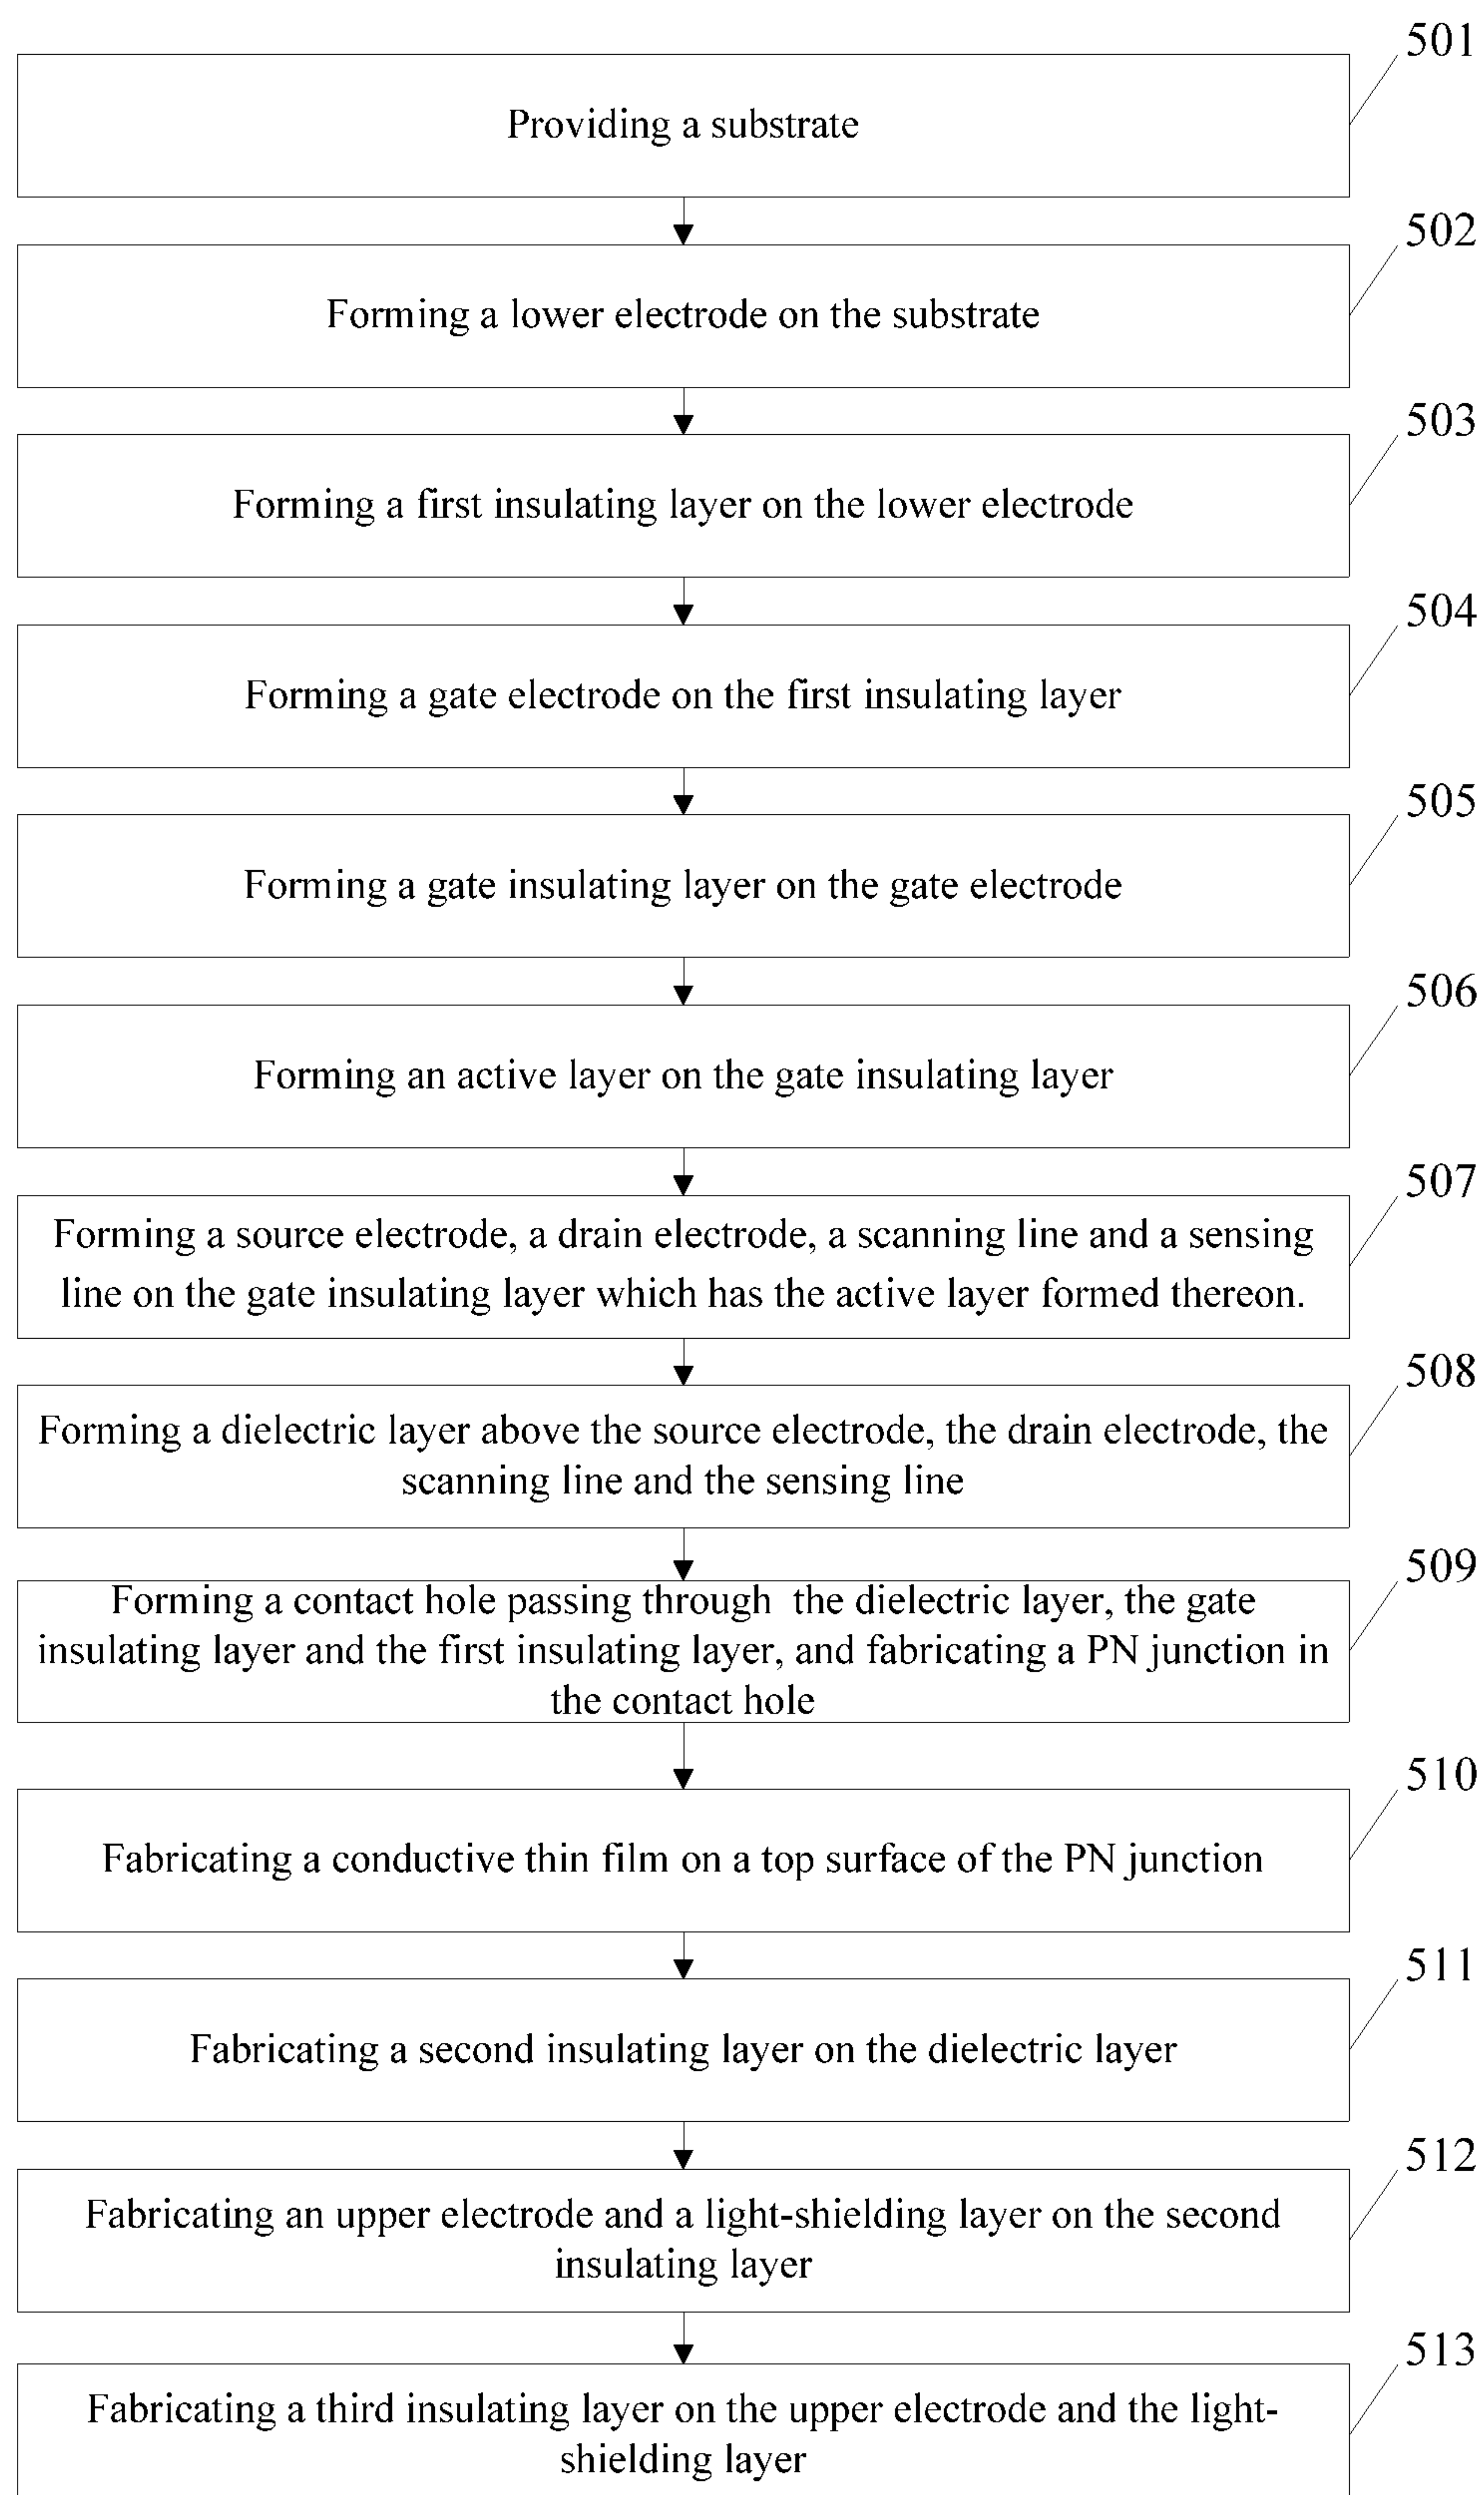 501
Providing a substrate
502
Forming a lower electrode on the substrate
503
Forming a first insulating layer on the lower electrode
504
Forming a gate electrode on the first insulating layer
505
Forming a gate insulating layer on the gate electrode
506
Forming an active layer on the gate insulating layer
507
Forming a source electrode, a drain electrode, a scanning line and a sensing
line on the gate insulating layer which has the active layer formed thereon.
508
Forming a dielectric layer above the source electrode, the drain electrode, the
scanning line and the sensing line
509
Forming a contact hole passing through the dielectric layer, the gate
insulating layer and the first insulating layer, and fabricating a PN junction in
the contact hole
510
Fabricating a conductive thin film on a top surface of the PN junction
511
Fabricating a second insulating layer on the dielectric layer
512
Fabricating an upper electrode and a light-shielding layer on the second
insulating layer
513
Fabricating a third insulating layer on the upper electrode and the light-
shielding layer